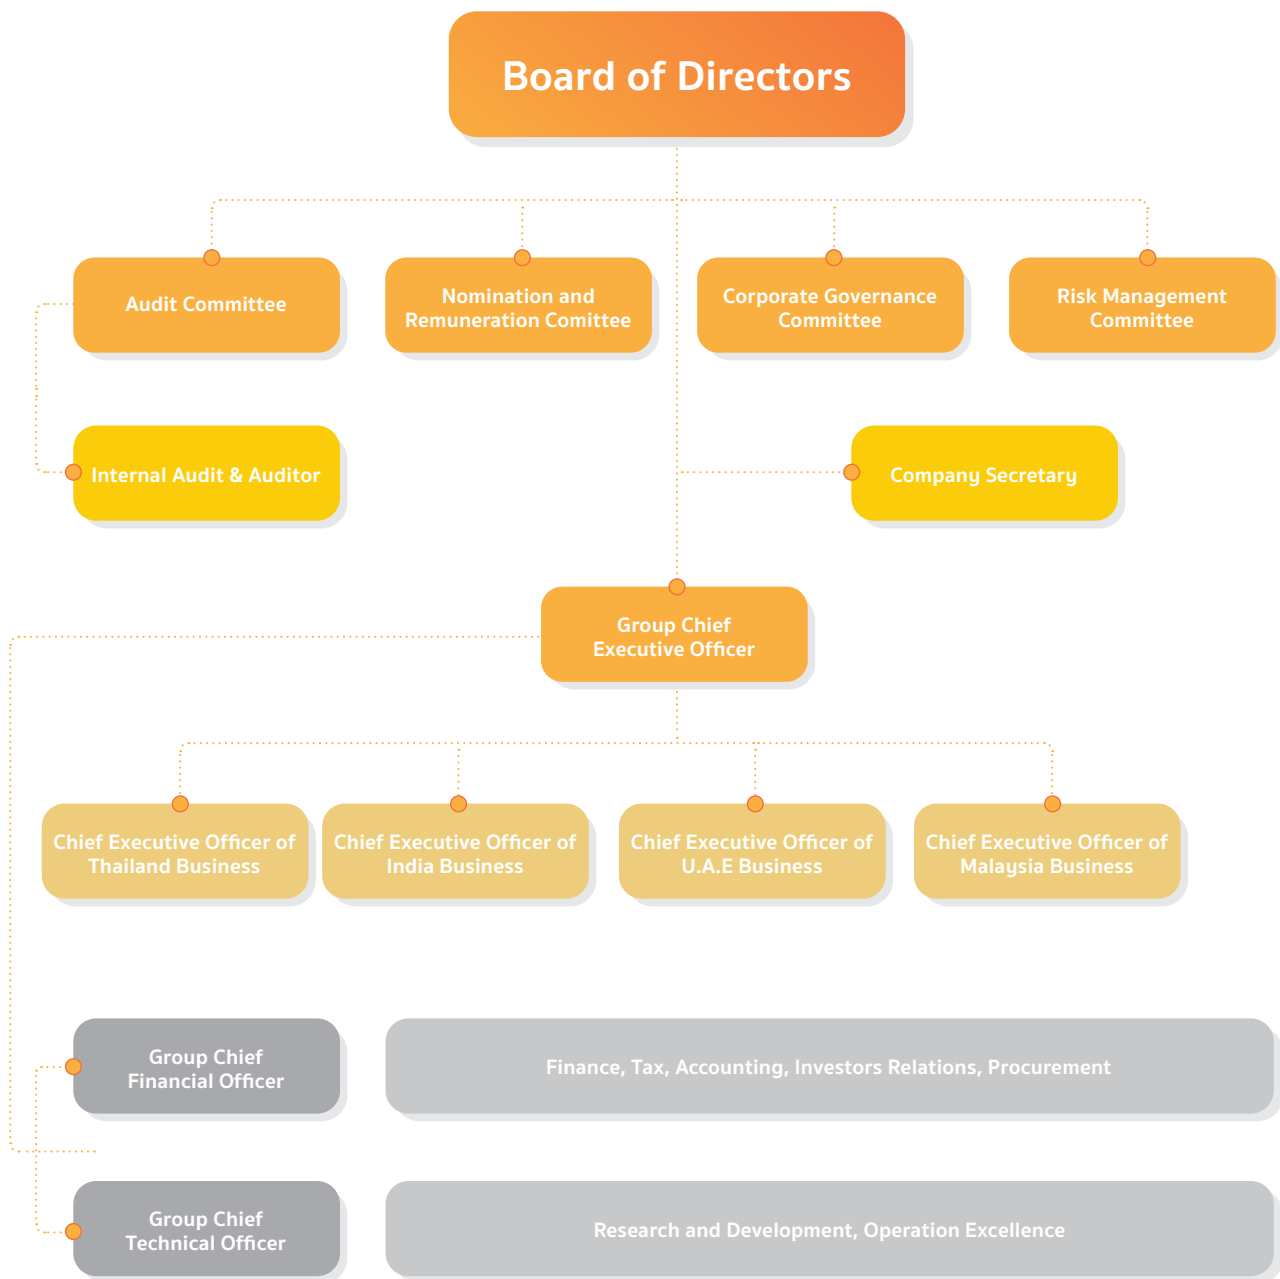 Board of Directors
Audit Committee
Nomination and
Remuneration Comittee
Corporate Governance
Committee
Risk Management
Committee
Internal Audit & Auditor
Company Secretary
Group Chief
Executive Officer
Chief Executive Officer of
Thailand Business
Chief Executive Officer of
India Business
Chief Executive Officer of
U.A.E Business
Chief Executive Officer of
Malaysia Business
Group Chief
Financial Officer
Finance, Tax, Accounting, Investors Relations, Procurement
Group Chief
Technical Officer
Research and Development, Operation Excellence